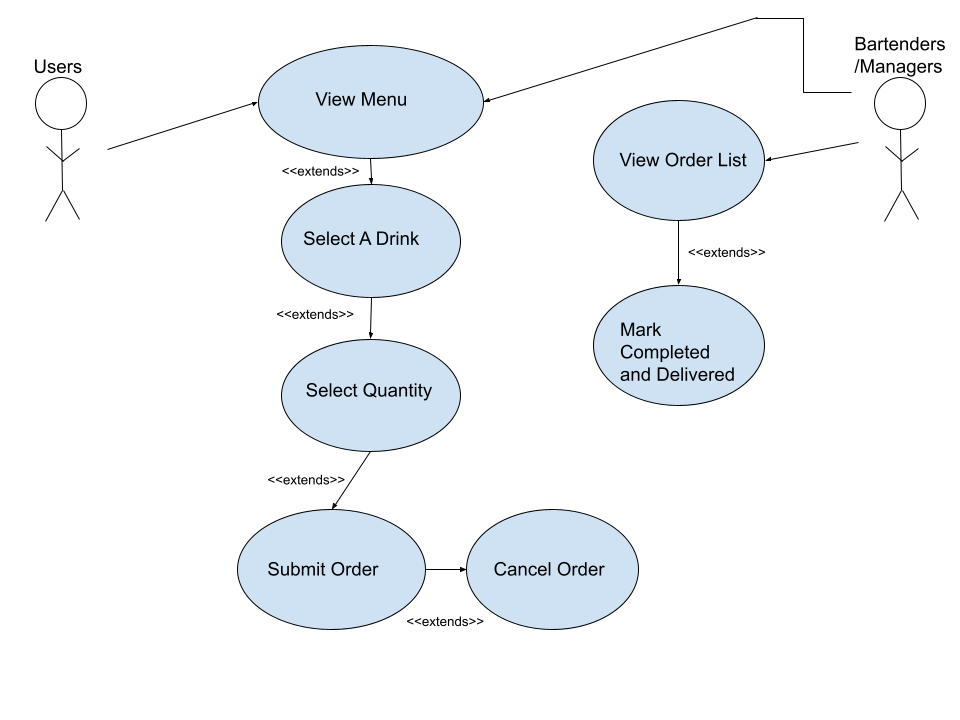 Users
Bartenders
/Managers
View Menu
<<extends>>
View Order List
Select A Drink
<<extends>>
<<extends>>
Mark
Completed
and Delivered
Select Quantity
<<extends>>
Submit Order
Cancel Order
<<extends>>